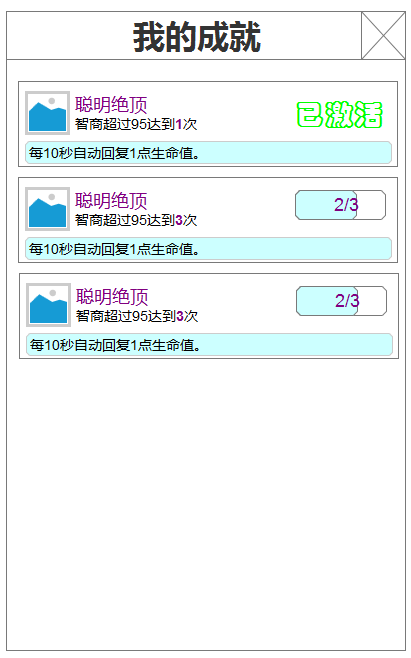 我的成就
聪明绝顶
已激活
智商超过95达到1次
每10秒自动回复1点生命值。
聪明绝顶
2/3
智商超过95达到3次
每10秒自动回复1点生命值。
聪明绝顶
2/3
智商超过95达到3次
每10秒自动回复1点生命值。